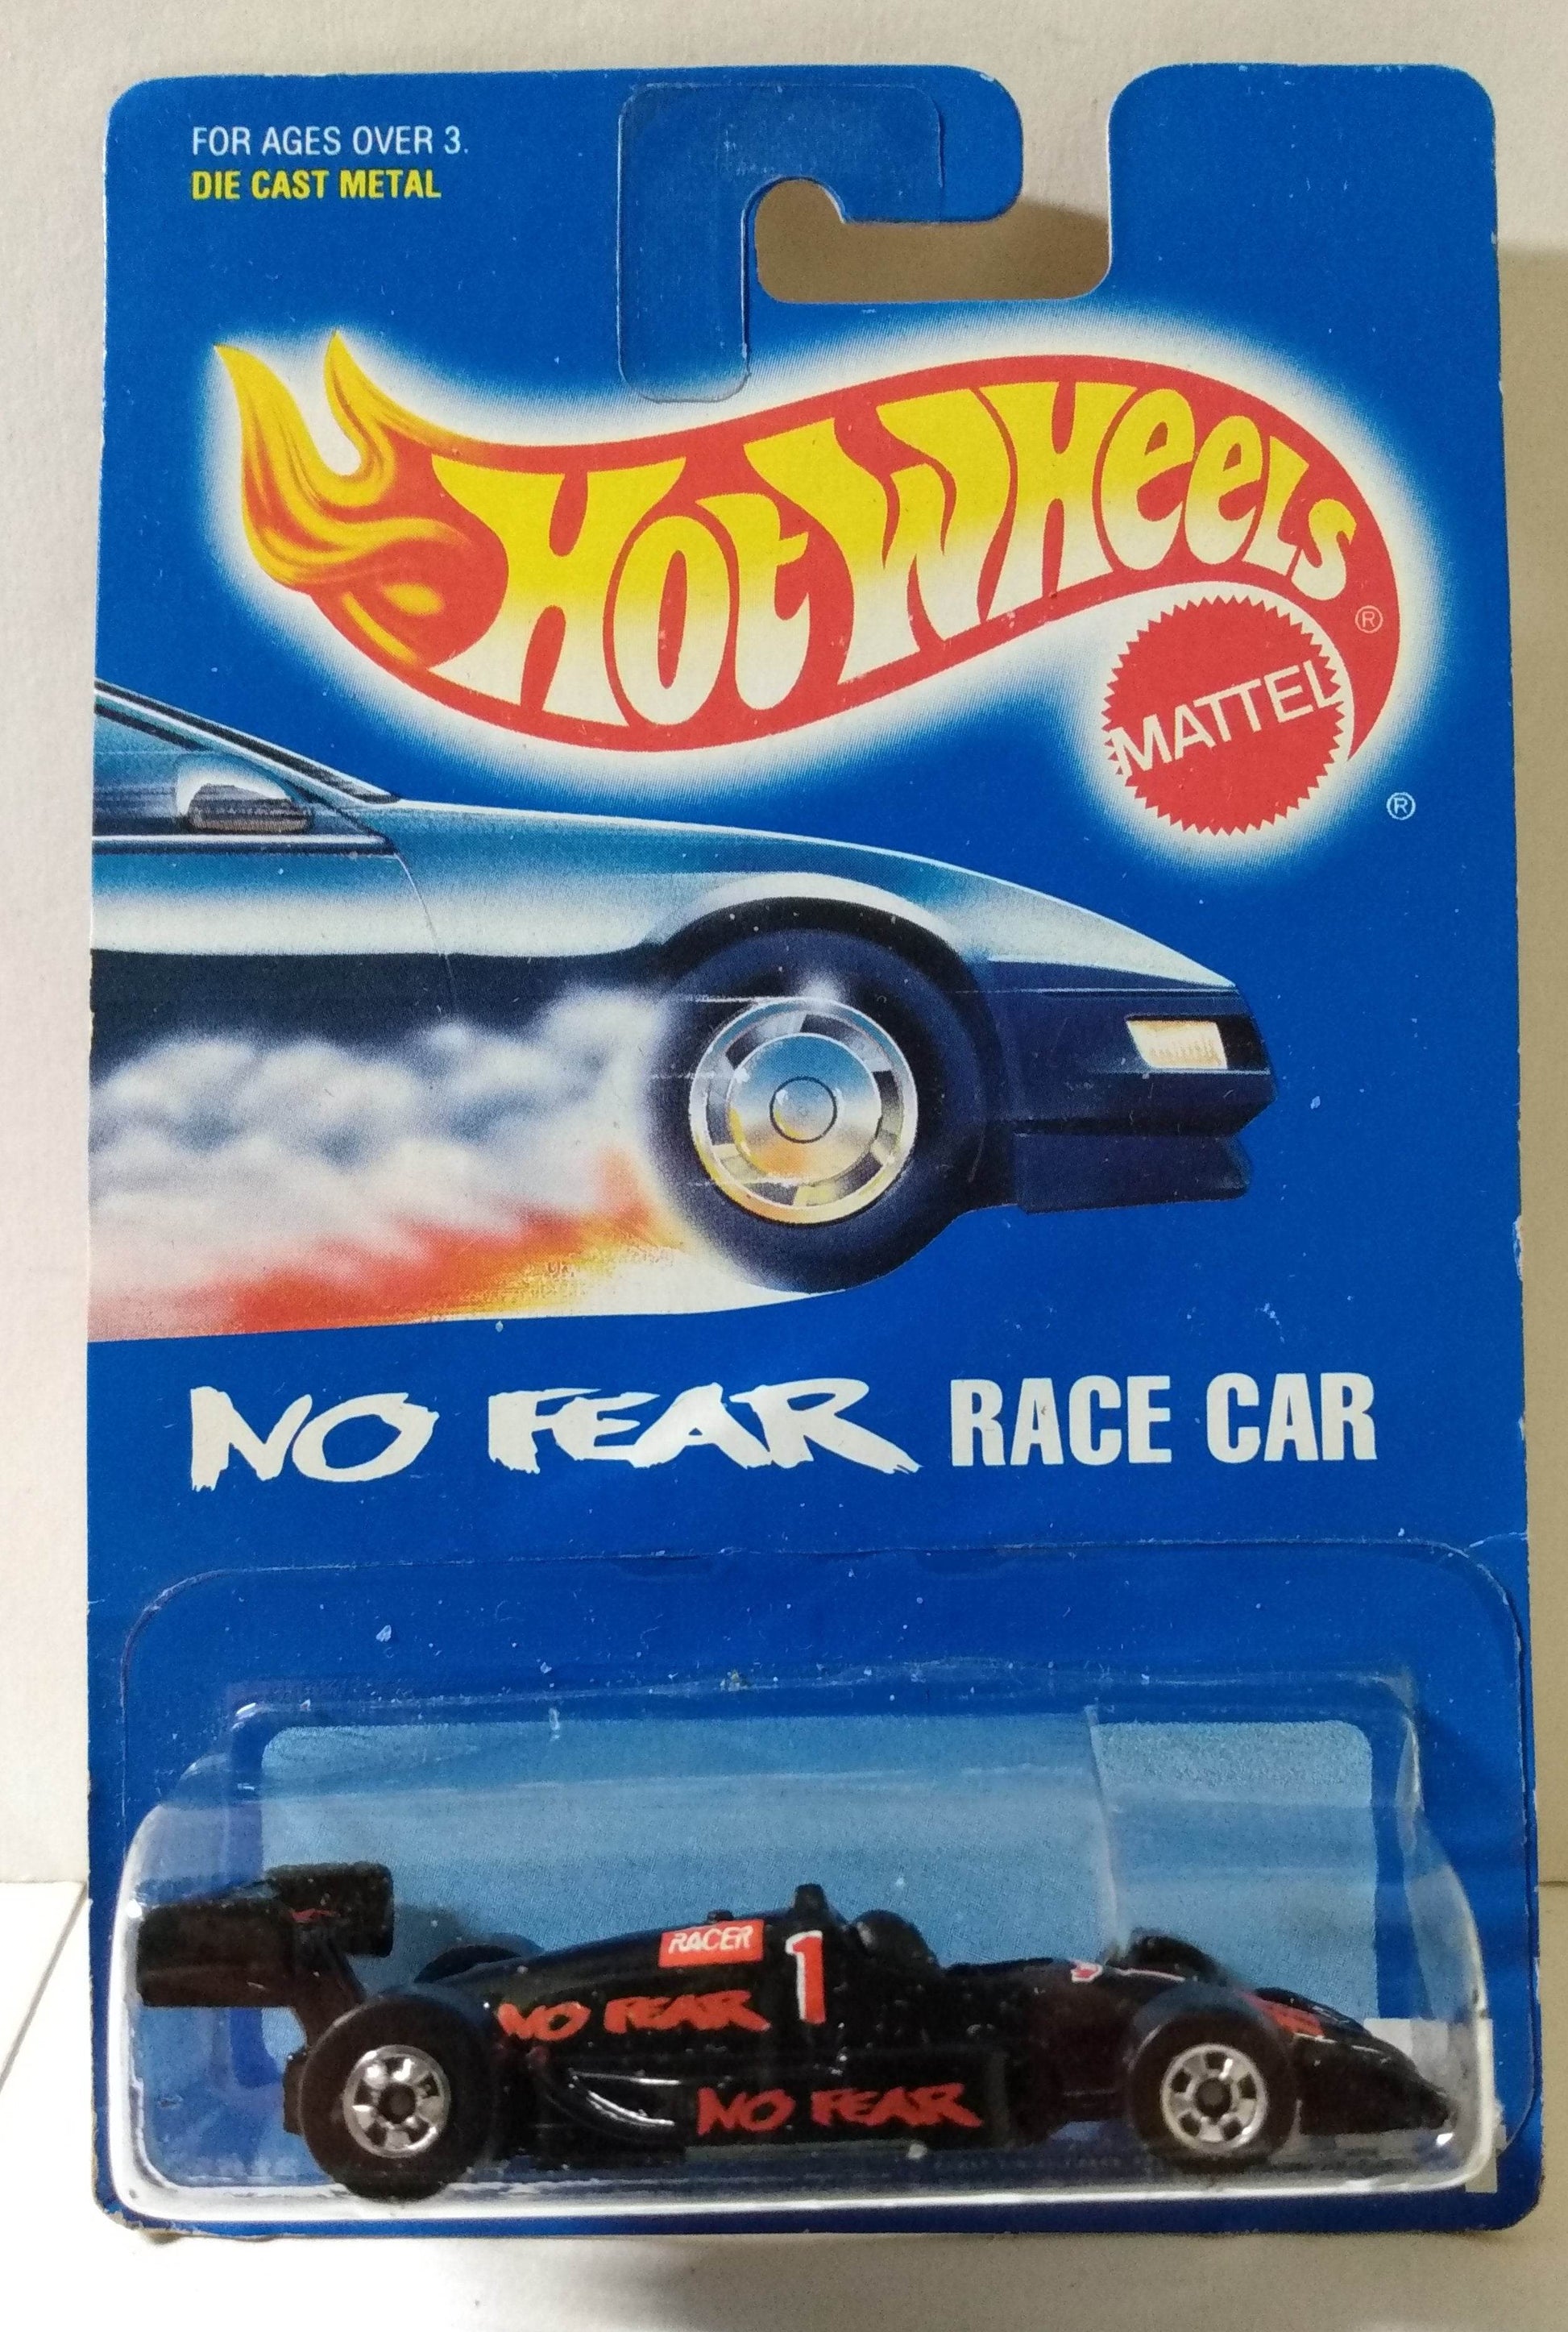 FOR AGES OVER 3.
DIE CAST METAL
HOT WHEELS
®
MATTEL
®
NO FEAR RACE CAR
RACER
1
NO FEAR
NO FEAR